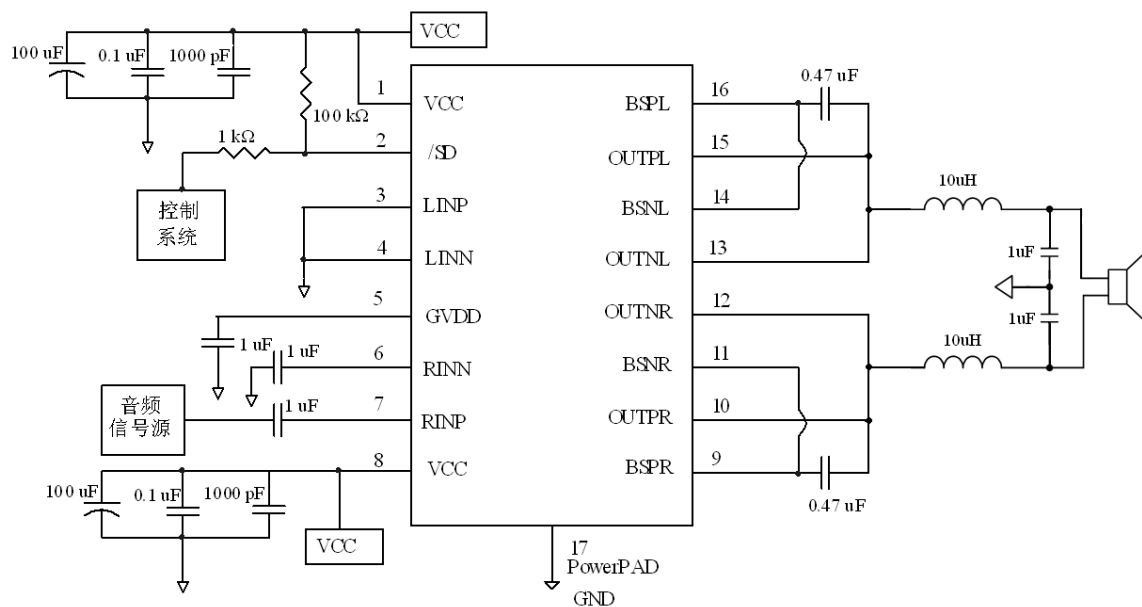 VCC
100 uF
0.1 uF
1000 pF
100 kΩ
1 kΩ
控制
系统
1
VCC
2
/SD
3
LINP
4
LINN
5
GVDD
1 uF
1 uF
6
RINN
音频
信号源
1 uF
7
RINP
8
VCC
100 uF
0.1 uF
1000 pF
VCC
17
PowerPAD
GND
BSPL
16
0.47 uF
OUTPL
15
BSNL
14
OUTNL
13
10uH
1uF
OUTNR
12
1uF
10uH
BSNR
11
OUTPR
10
BSPR
9
0.47 uF